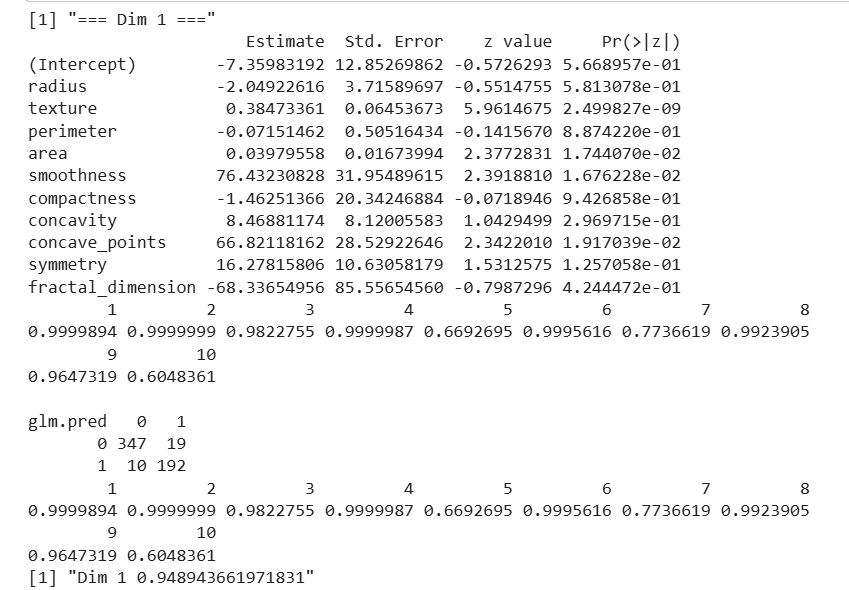 [1] "=== Dim 1 ==="
Estimate Std. Error z value Pr(>|z|)
(Intercept) -7.35983192 12.85269862 -0.5726293 5.668957e-01
radius -2.04922616 3.71589697 -0.5514755 5.813078e-01
texture 0.38473361 0.06453673 5.9614675 2.499827e-09
perimeter -0.07151462 0.50516434 -0.1415670 8.874220e-01
area 0.03979558 0.01673994 2.3772831 1.744070e-02
smoothness 76.43230828 31.95489615 2.3918810 1.676228e-02
compactness -1.46251366 20.34246884 -0.0718946 9.426858e-01
concavity 8.46881174 8.12005583 1.0429499 2.969715e-01
concave_points 66.82118162 28.52922646 2.3422010 1.917039e-02
symmetry 16.27815806 10.63058179 1.5312575 1.257058e-01
fractal_dimension -68.33654956 85.55654560 -0.7987296 4.244472e-01
1 2 3 4 5 6 7 8
0.9999894 0.9999999 0.9822755 0.9999987 0.6692695 0.9995616 0.7736619 0.9923905
9 10
0.9647319 0.6048361
glm.pred 0 1
0 347 19
1 10 192
1 2 3 4 5 6 7 8
0.9999894 0.9999999 0.9822755 0.9999987 0.6692695 0.9995616 0.7736619 0.9923905
9 10
0.9647319 0.6048361
[1] "Dim 1 0.948943661971831"